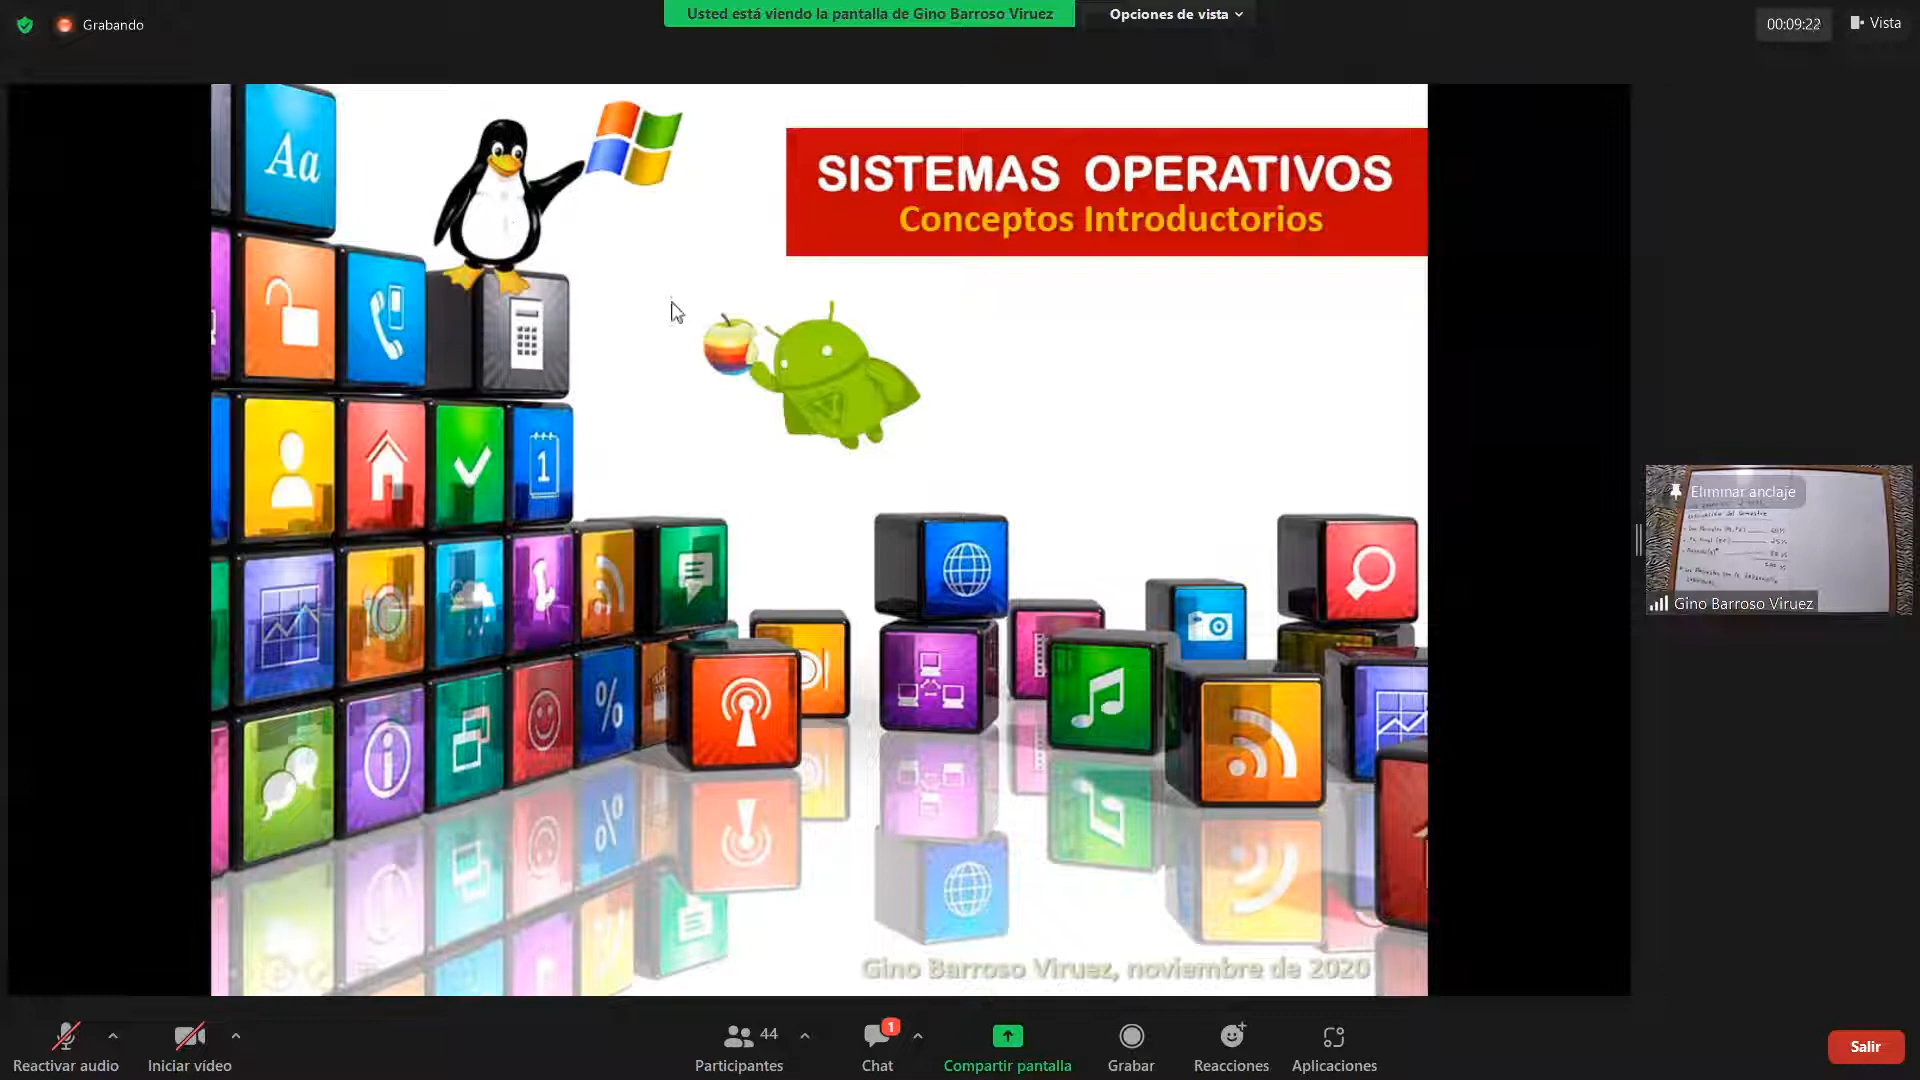 Grabando
Usted está viendo la pantalla de Gino Barroso Viruez
Opciones de vista
00:09:22
Vista
Aa
SISTEMAS OPERATIVOS
Conceptos Introductorios
1
%
Eliminar anclaje
Gino Barroso Viruez
Gino Barroso Viruez, noviembre de 2020
Reactivar audio
Iniciar vídeo
44
Participantes
1
Chat
Compartir pantalla
Grabar
Reacciones
Aplicaciones
Salir